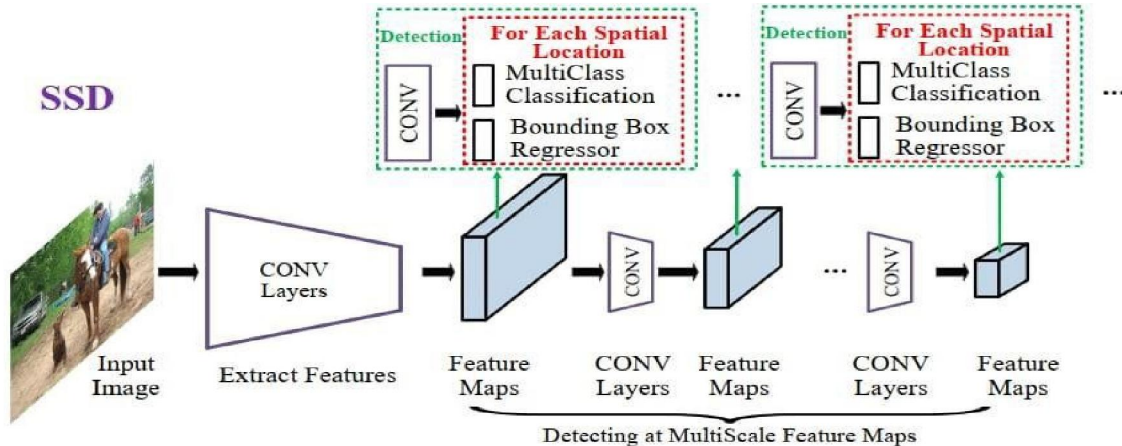 SSD
Detection
For Each Spatial
Location
CONV
MultiClass
Classification
Bounding Box
Regressor
...
Detection
For Each Spatial
Location
CONV
MultiClass
Classification
Bounding Box
Regressor
...
CONV
Layers
CONV
...
CONV
Input
Image
Extract Features
Feature
Maps
CONV
Layers
Feature
Maps
CONV
Layers
Feature
Maps
Detecting at MultiScale Feature Maps